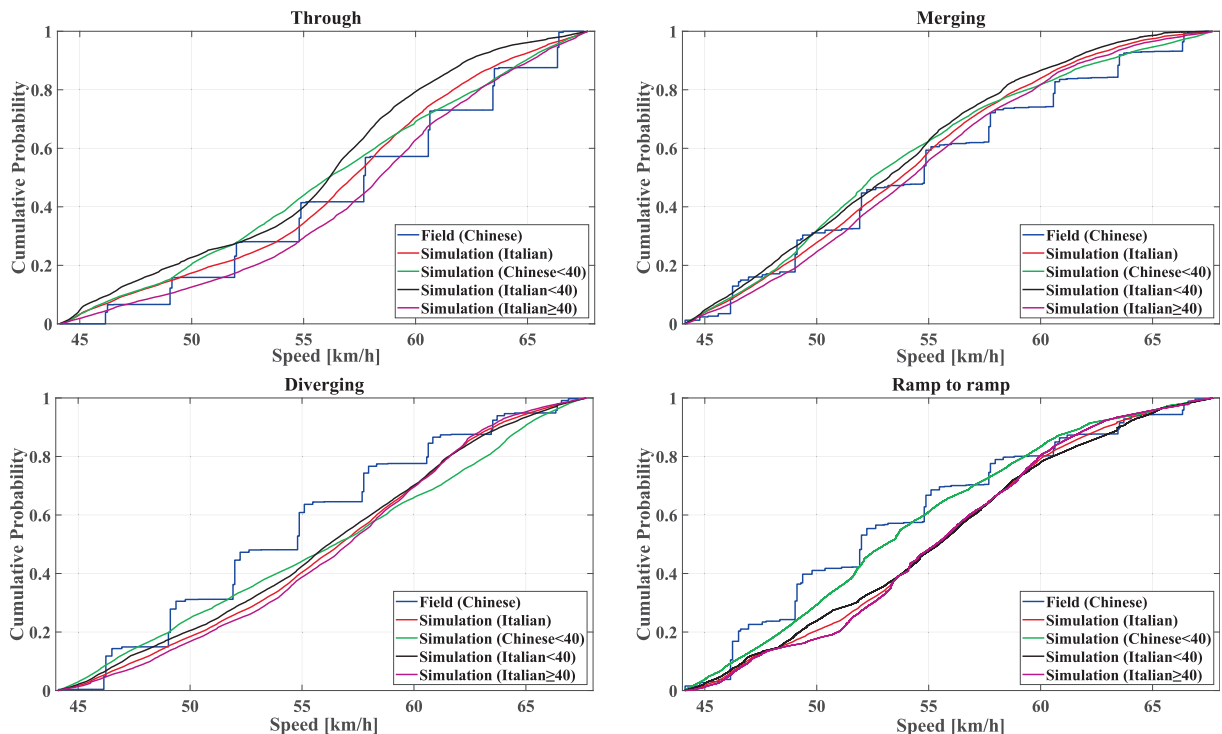 Through
Cumulative Probability
1
0.8
0.6
0.4
0.2
0
45
50
55
60
65
Speed [km/h]
Field (Chinese)
Simulation (Italian)
Simulation (Chinese<40)
Simulation (Italian<40)
Simulation (Italian≥40)
Merging
Cumulative Probability
1
0.8
0.6
0.4
0.2
0
45
50
55
60
65
Speed [km/h]
Field (Chinese)
Simulation (Italian)
Simulation (Chinese<40)
Simulation (Italian<40)
Simulation (Italian≥40)
Diverging
Cumulative Probability
1
0.8
0.6
0.4
0.2
0
45
50
55
60
65
Speed [km/h]
Field (Chinese)
Simulation (Italian)
Simulation (Chinese<40)
Simulation (Italian<40)
Simulation (Italian≥40)
Ramp to ramp
Cumulative Probability
1
0.8
0.6
0.4
0.2
0
45
50
55
60
65
Speed [km/h]
Field (Chinese)
Simulation (Italian)
Simulation (Chinese<40)
Simulation (Italian<40)
Simulation (Italian≥40)